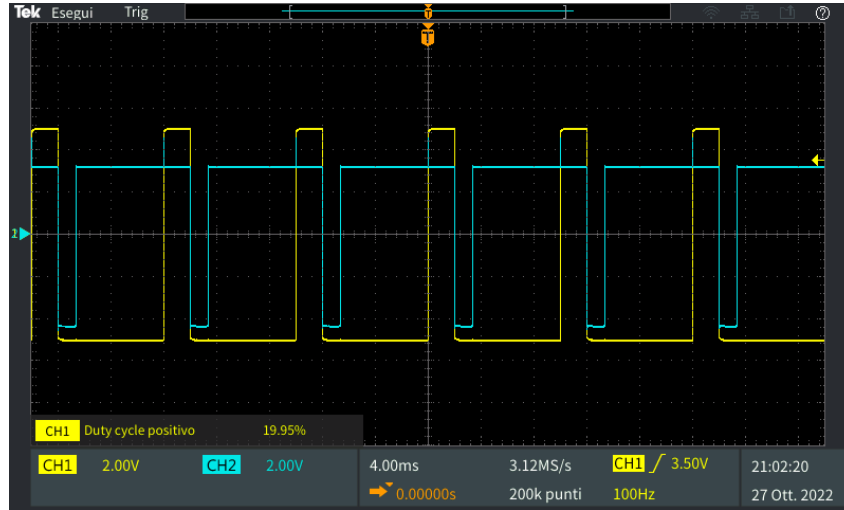 Tek Esegui Trig
T
T
CH1 Duty cycle positivo 19.95%
CH1 2.00V CH2 2.00V 4.00ms 3.12MS/s CH1 3.50V 21:02:20
0.00000s 200k punti 100Hz 27 Ott. 2022